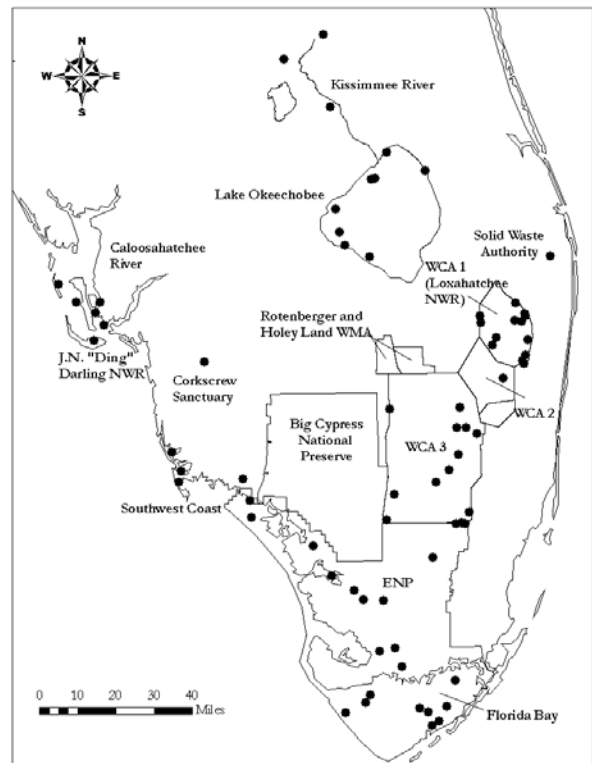 N
W
E
S
Kissimmee River
Lake Okeechobee
Solid Waste
Authority
Caloosahatchee
River
WCA 1
(Loxahatchee
NWR)
Rotenberger and
Holey Land WMA
J.N. "Ding"
Darling NWR
Corkscrew
Sanctuary
WCA 2
Big Cypress
National
Preserve
WCA 3
Southwest Coast
ENP
0 10 20 30 40
Miles
Florida Bay